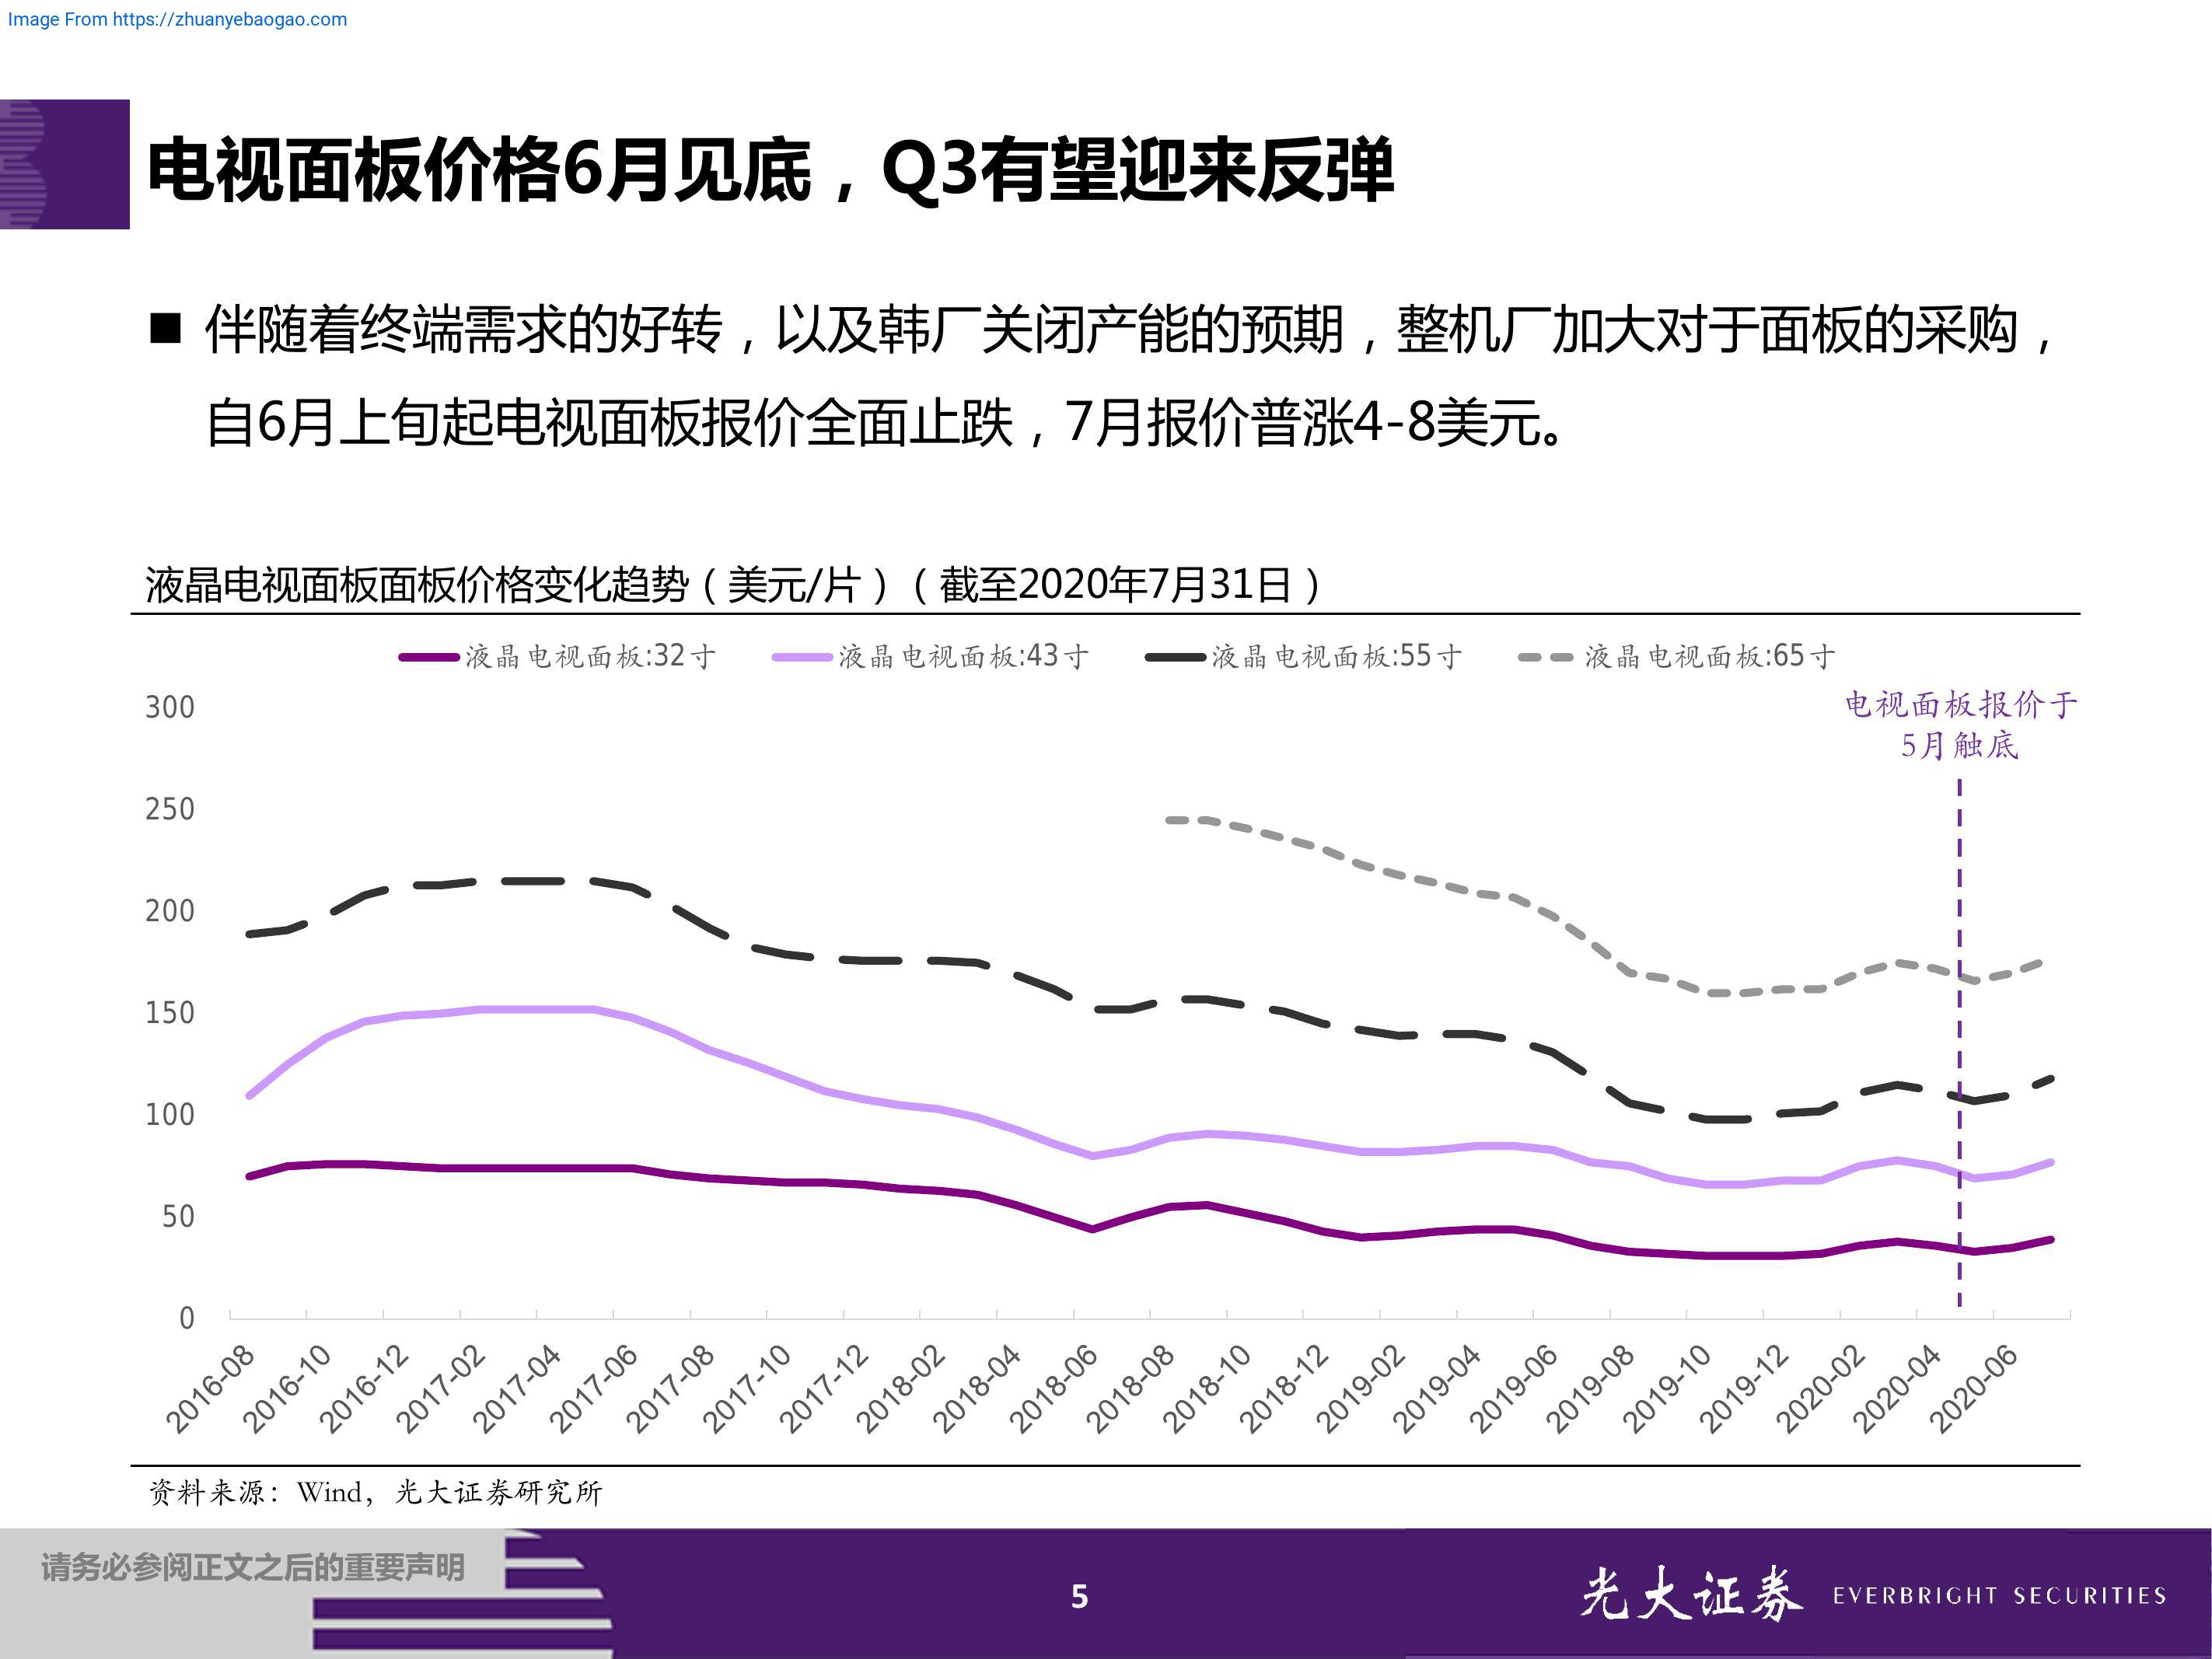 Image From https://zhuanyebaogao.com
电视面板价格6月见底，Q3有望迎来反弹
■ 伴随着终端需求的好转，以及韩厂关闭产能的预期，整机厂加大对于面板的采购，
自6月上旬起电视面板报价全面止跌，7月报价普涨4-8美元。
液晶电视面板面板价格变化趋势（美元/片）（截至2020年7月31日）
液晶电视面板:32寸 液晶电视面板:43寸 液晶电视面板:55寸 液晶电视面板:65寸
电视面板报价于
5月触底
300
250
200
150
100
50
0
2016-08 2016-10 2016-12 2017-02 2017-04 2017-06 2017-08 2017-10 2017-12 2018-02 2018-04 2018-06 2018-08 2018-10 2018-12 2019-02 2019-04 2019-06 2019-08 2019-10 2019-12 2020-02 2020-04 2020-06
资料来源：Wind，光大证券研究所
请务必参阅正文之后的重要声明
5
光大证券 EVERBRIGHT SECURITIES